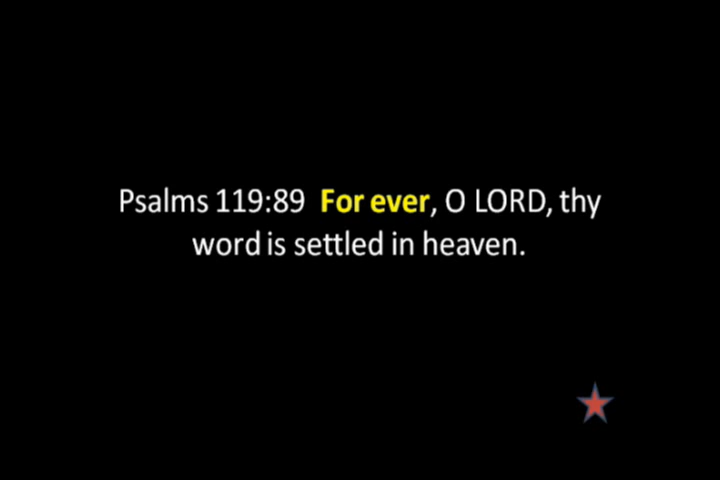 Psalms 119:89 For ever, O LORD, thy
word is settled in heaven.